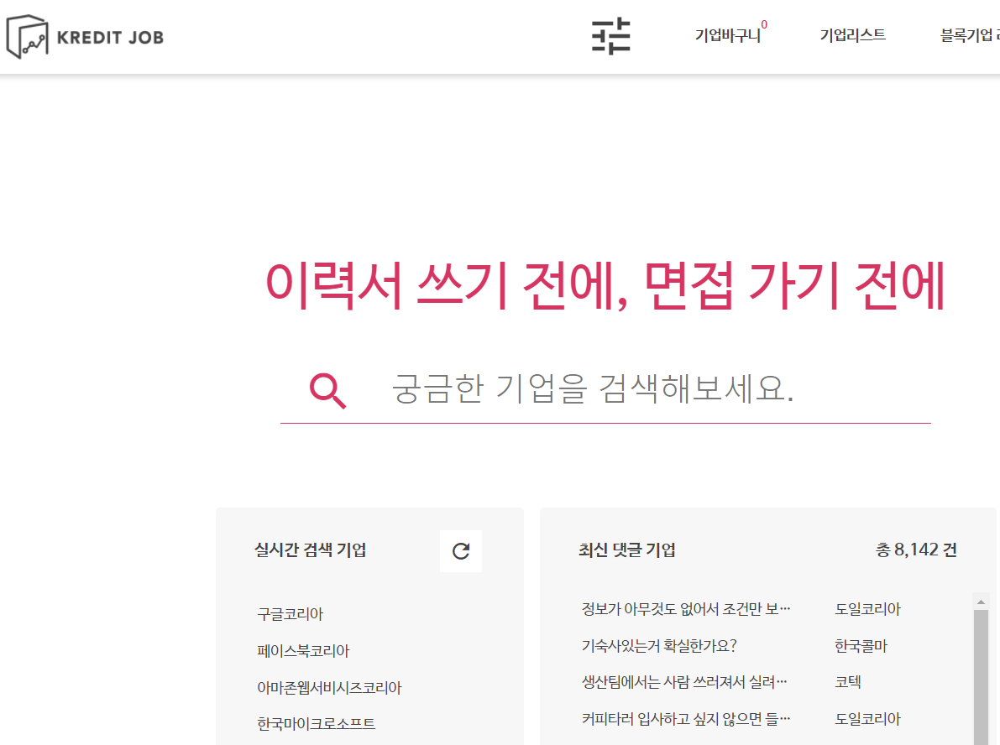 KREDIT JOB
기업바구니 0
기업리스트
블록기업
이력서 쓰기 전에, 면접 가기 전에
궁금한 기업을 검색해보세요.
실시간 검색 기업
구글코리아
페이스북코리아
아마존웹서비시즈코리아
한국마이크로소프트
최신 댓글 기업 총 8,142 건
정보가 아무것도 없어서 조건만 보… 도일코리아
기숙사있는거 확실한가요? 한국콜마
생산팀에서는 사람 쓰러져서 실려… 코텍
커피타러 입사하고 싶지 않으면 들… 도일코리아